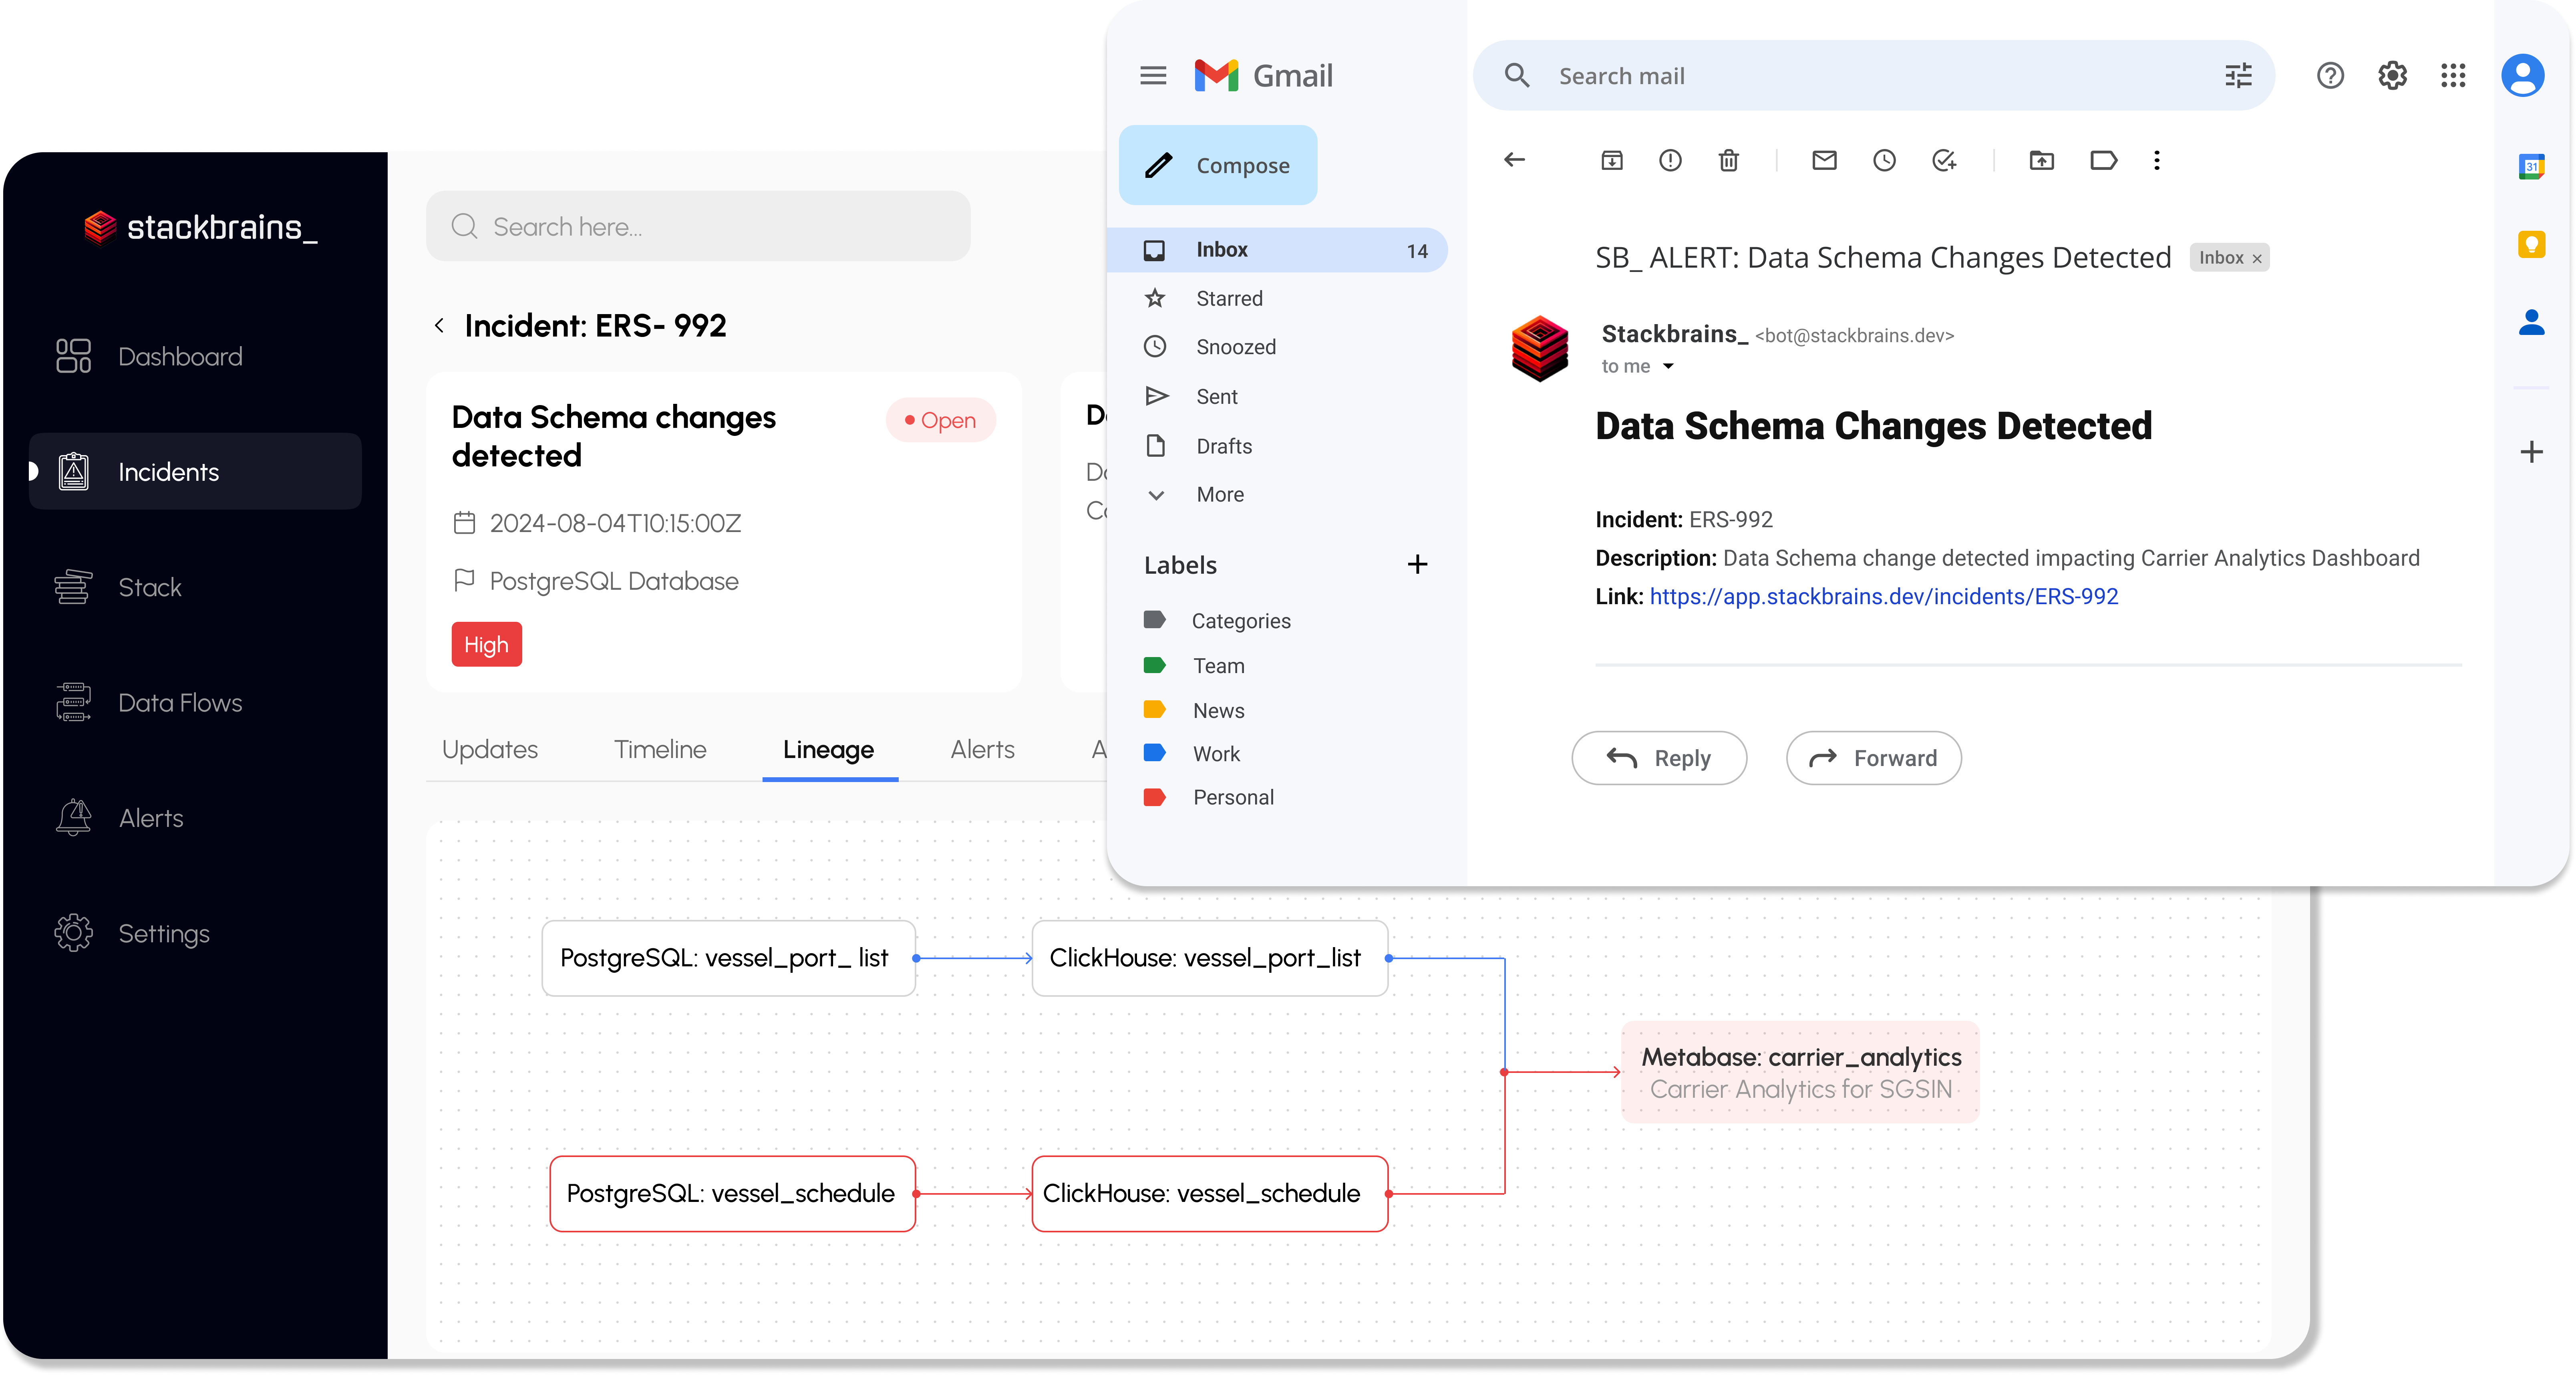 stackbrains_
Dashboard
Incidents
Stack
Data Flows
Alerts
Settings
Search here...
Incident: ERS- 992
Data Schema changes
detected
Open
2024-08-04T10:15:00Z
PostgreSQL Database
High
Updates
Timeline
Lineage
Alerts
PostgreSQL: vessel_port_ list
ClickHouse: vessel_port_list
Metabase: carrier_analytics
Carrier Analytics for SGSIN
PostgreSQL: vessel_schedule
ClickHouse: vessel_schedule
Gmail
Search mail
Compose
Inbox 14
Starred
Snoozed
Sent
Drafts
More
Labels
Categories
Team
News
Work
Personal
31
SB_ ALERT: Data Schema Changes Detected
Inbox ×
Stackbrains_ <bot@stackbrains.dev>
to me
Data Schema Changes Detected
Incident: ERS-992
Description: Data Schema change detected impacting Carrier Analytics Dashboard
Link: https://app.stackbrains.dev/incidents/ERS-992
Reply
Forward